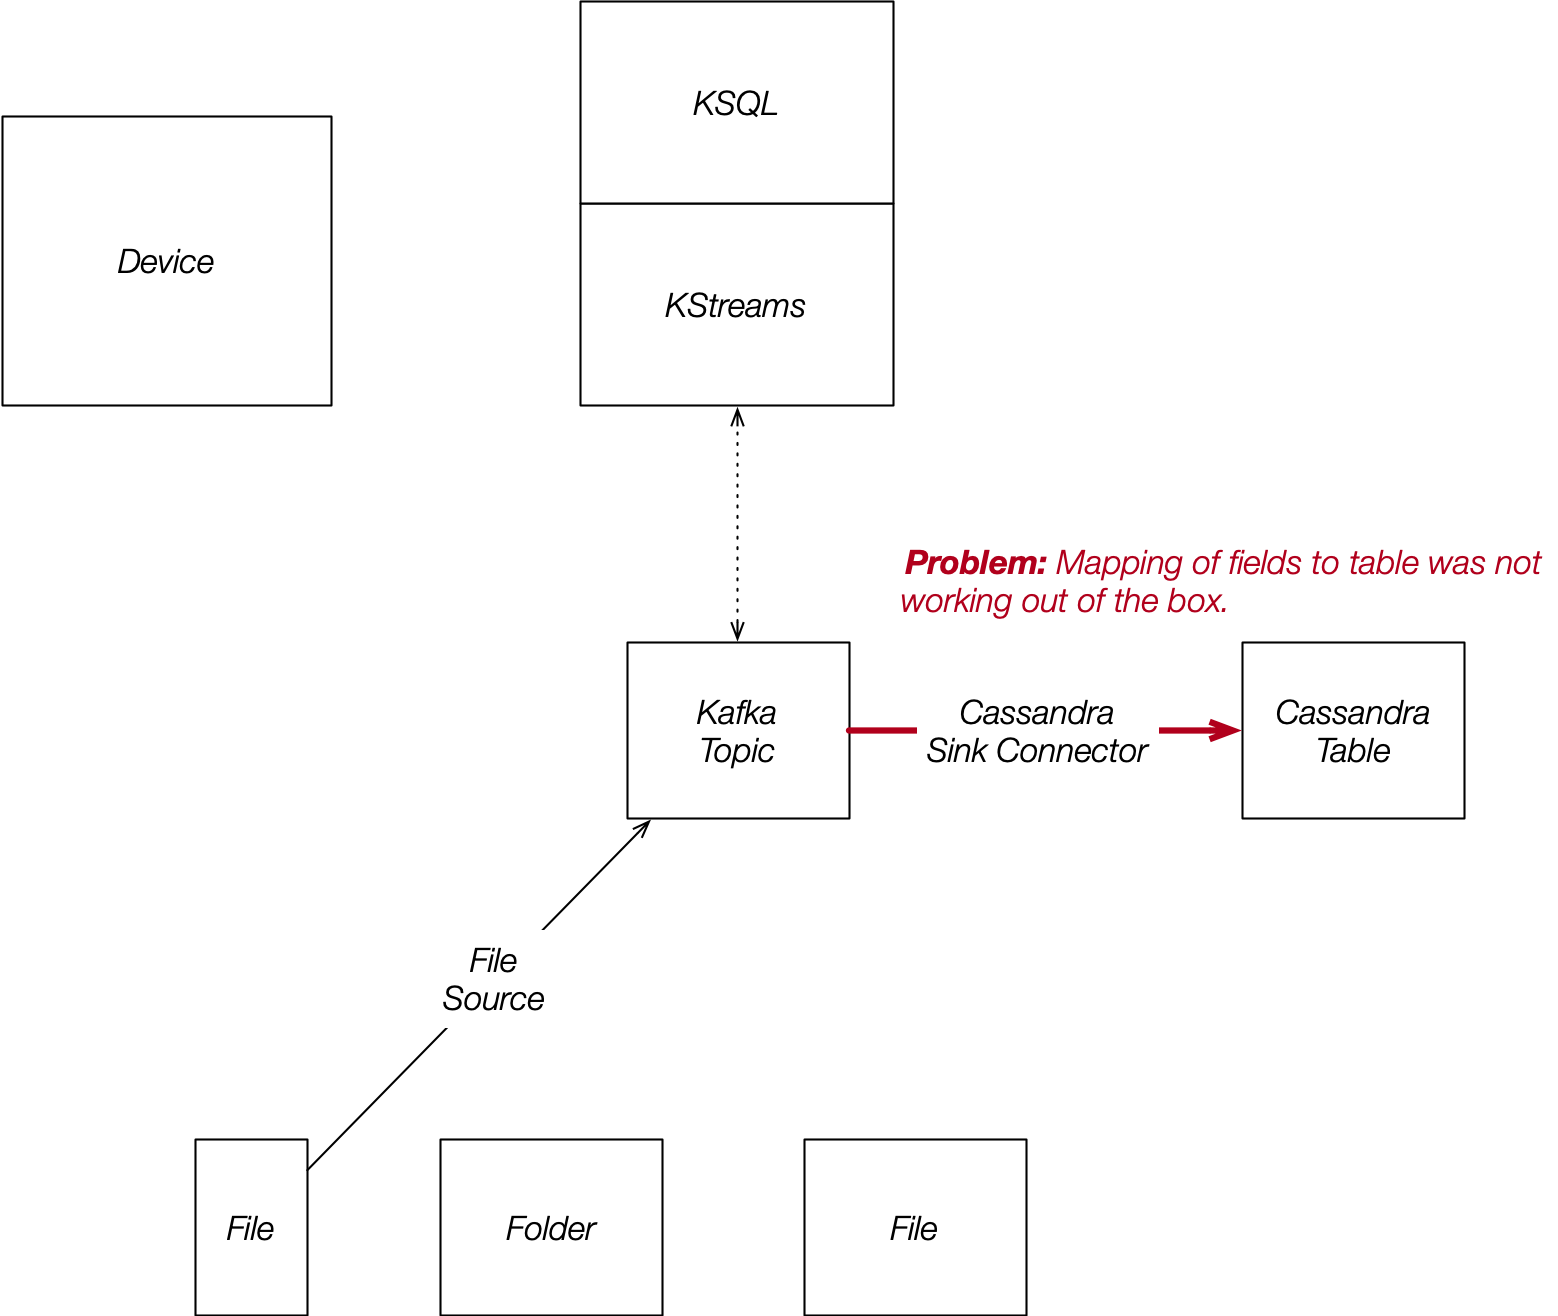 KSQL
Device
KStreams
Problem: Mapping of fields to table was not
working out of the box.
Kafka
Topic
Cassandra
Sink Connector
Cassandra
Table
File
Source
File
Folder
File